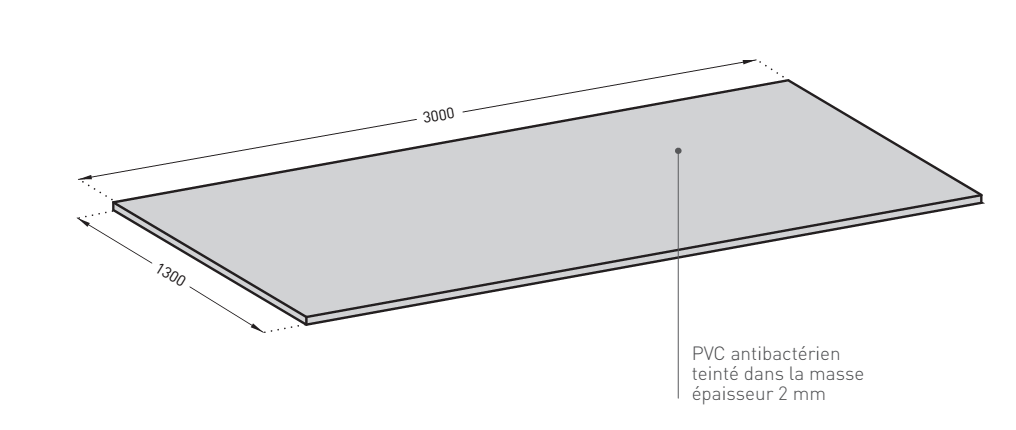 3000
1300
PVC antibactérien
teinté dans la masse
épaisseur 2 mm